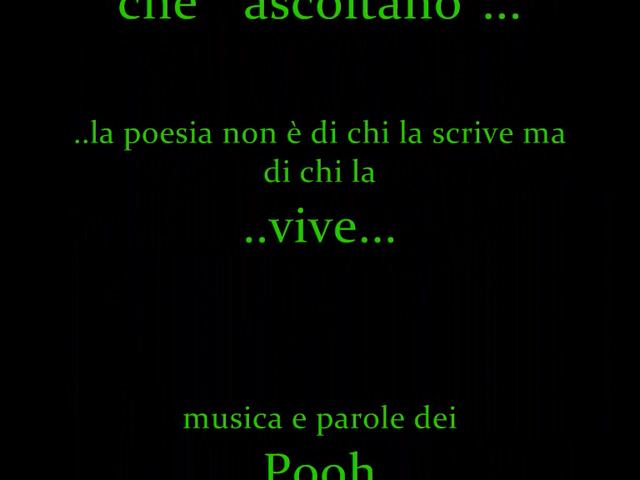 che ascoltano ...
..la poesia non è di chi la scrive ma
di chi la
..vive...
musica e parole dei
Pooh